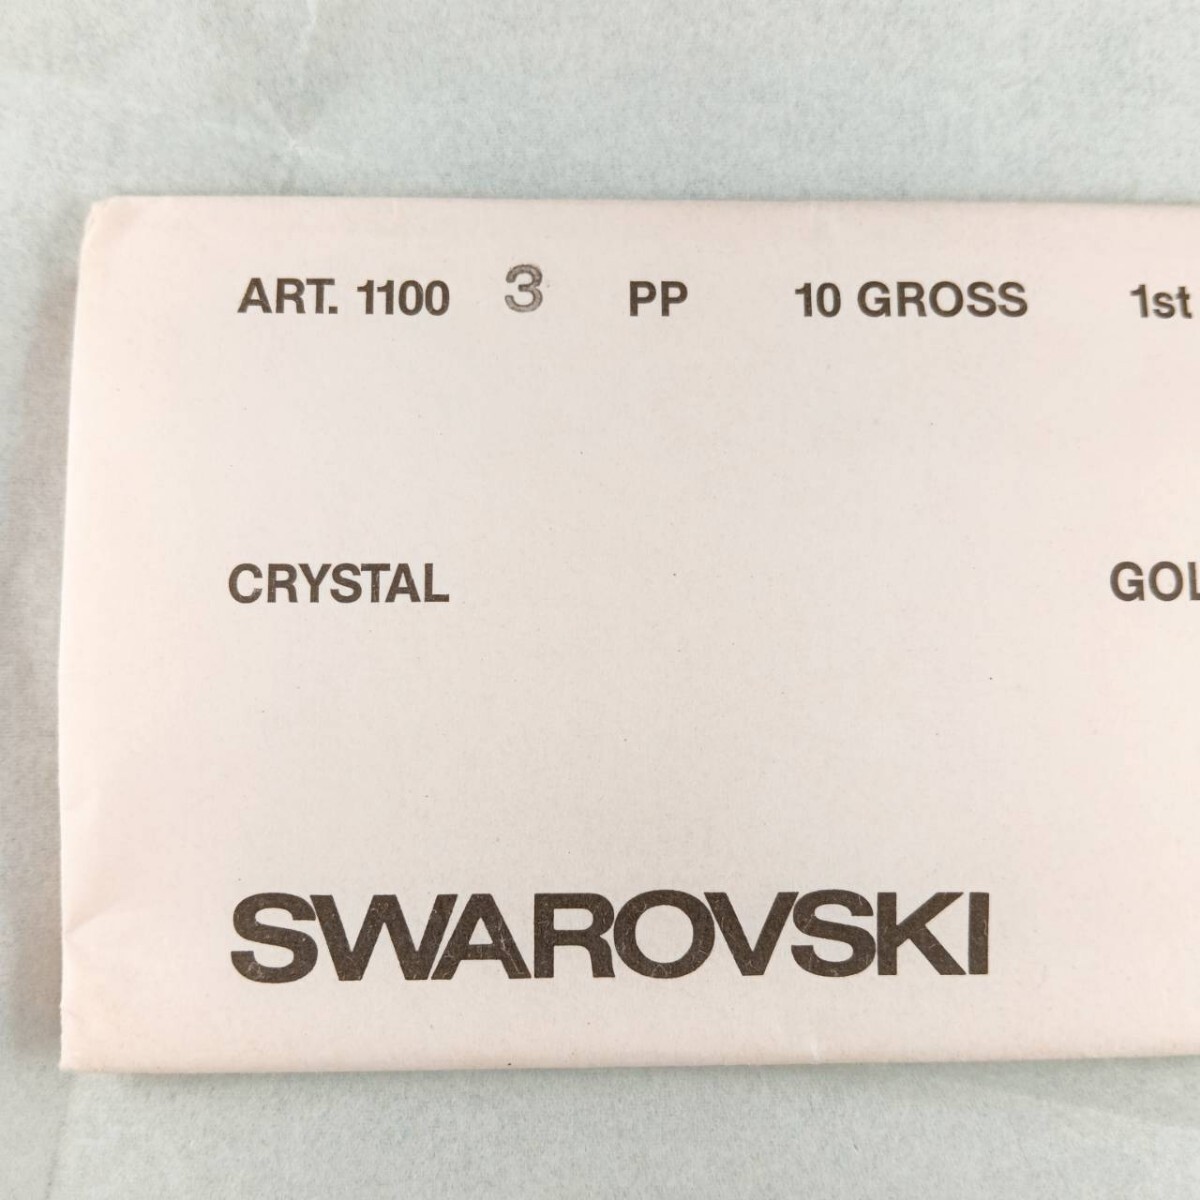 ART. 1100 3 PP 10 GROSS 1st
CRYSTAL GOL
SWAROVSKI